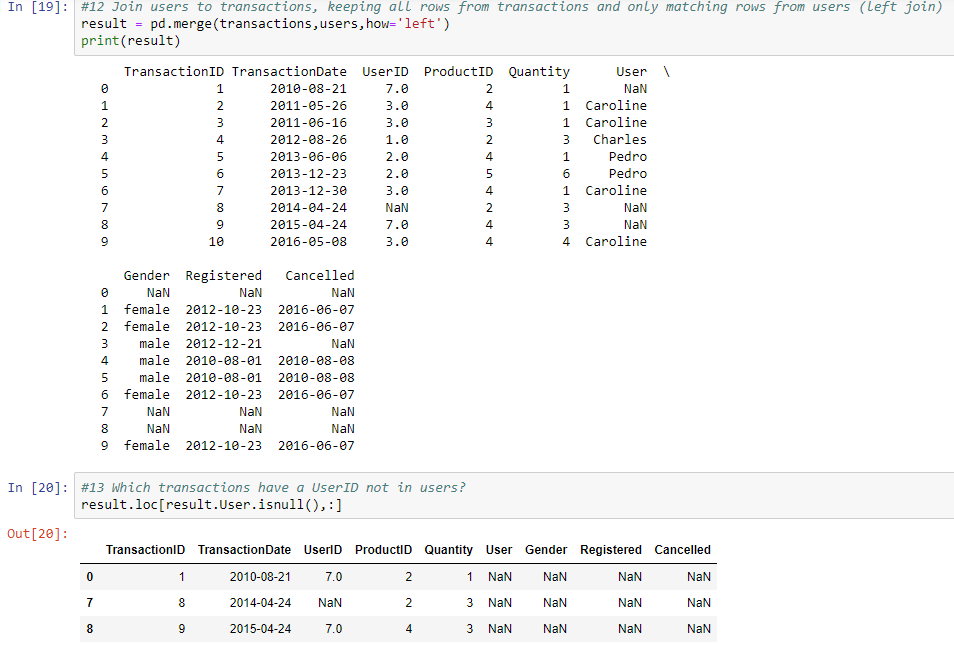 In [19]: #12 Join users to transactions, keeping all rows from transactions and only matching rows from users (left join)
result = pd.merge(transactions,users,how='left')
print(result)
TransactionID TransactionDate UserID ProductID Quantity User \
0 1 2010-08-21 7.0 2 1 NaN
1 2 2011-05-26 3.0 4 1 Caroline
2 3 2011-06-16 3.0 3 1 Caroline
3 4 2012-08-26 1.0 2 3 Charles
4 5 2013-06-06 2.0 4 1 Pedro
5 6 2013-12-23 2.0 5 6 Pedro
6 7 2013-12-30 3.0 4 1 Caroline
7 8 2014-04-24 NaN 2 3 NaN
8 9 2015-04-24 7.0 4 3 NaN
9 10 2016-05-08 3.0 4 4 Caroline
Gender Registered Cancelled
0 NaN NaN NaN
1 female 2012-10-23 2016-06-07
2 female 2012-10-23 2016-06-07
3 male 2012-12-21 NaN
4 male 2010-08-01 2010-08-08
5 male 2010-08-01 2010-08-08
6 female 2012-10-23 2016-06-07
7 NaN NaN NaN
8 NaN NaN NaN
9 female 2012-10-23 2016-06-07
In [20]: #13 Which transactions have a UserID not in users?
result.loc[result.User.isnull(),:]
Out[20]:
TransactionID TransactionDate UserID ProductID Quantity User Gender Registered Cancelled
0 1 2010-08-21 7.0 2 1 NaN NaN NaN NaN
7 8 2014-04-24 NaN 2 3 NaN NaN NaN NaN
8 9 2015-04-24 7.0 4 3 NaN NaN NaN NaN